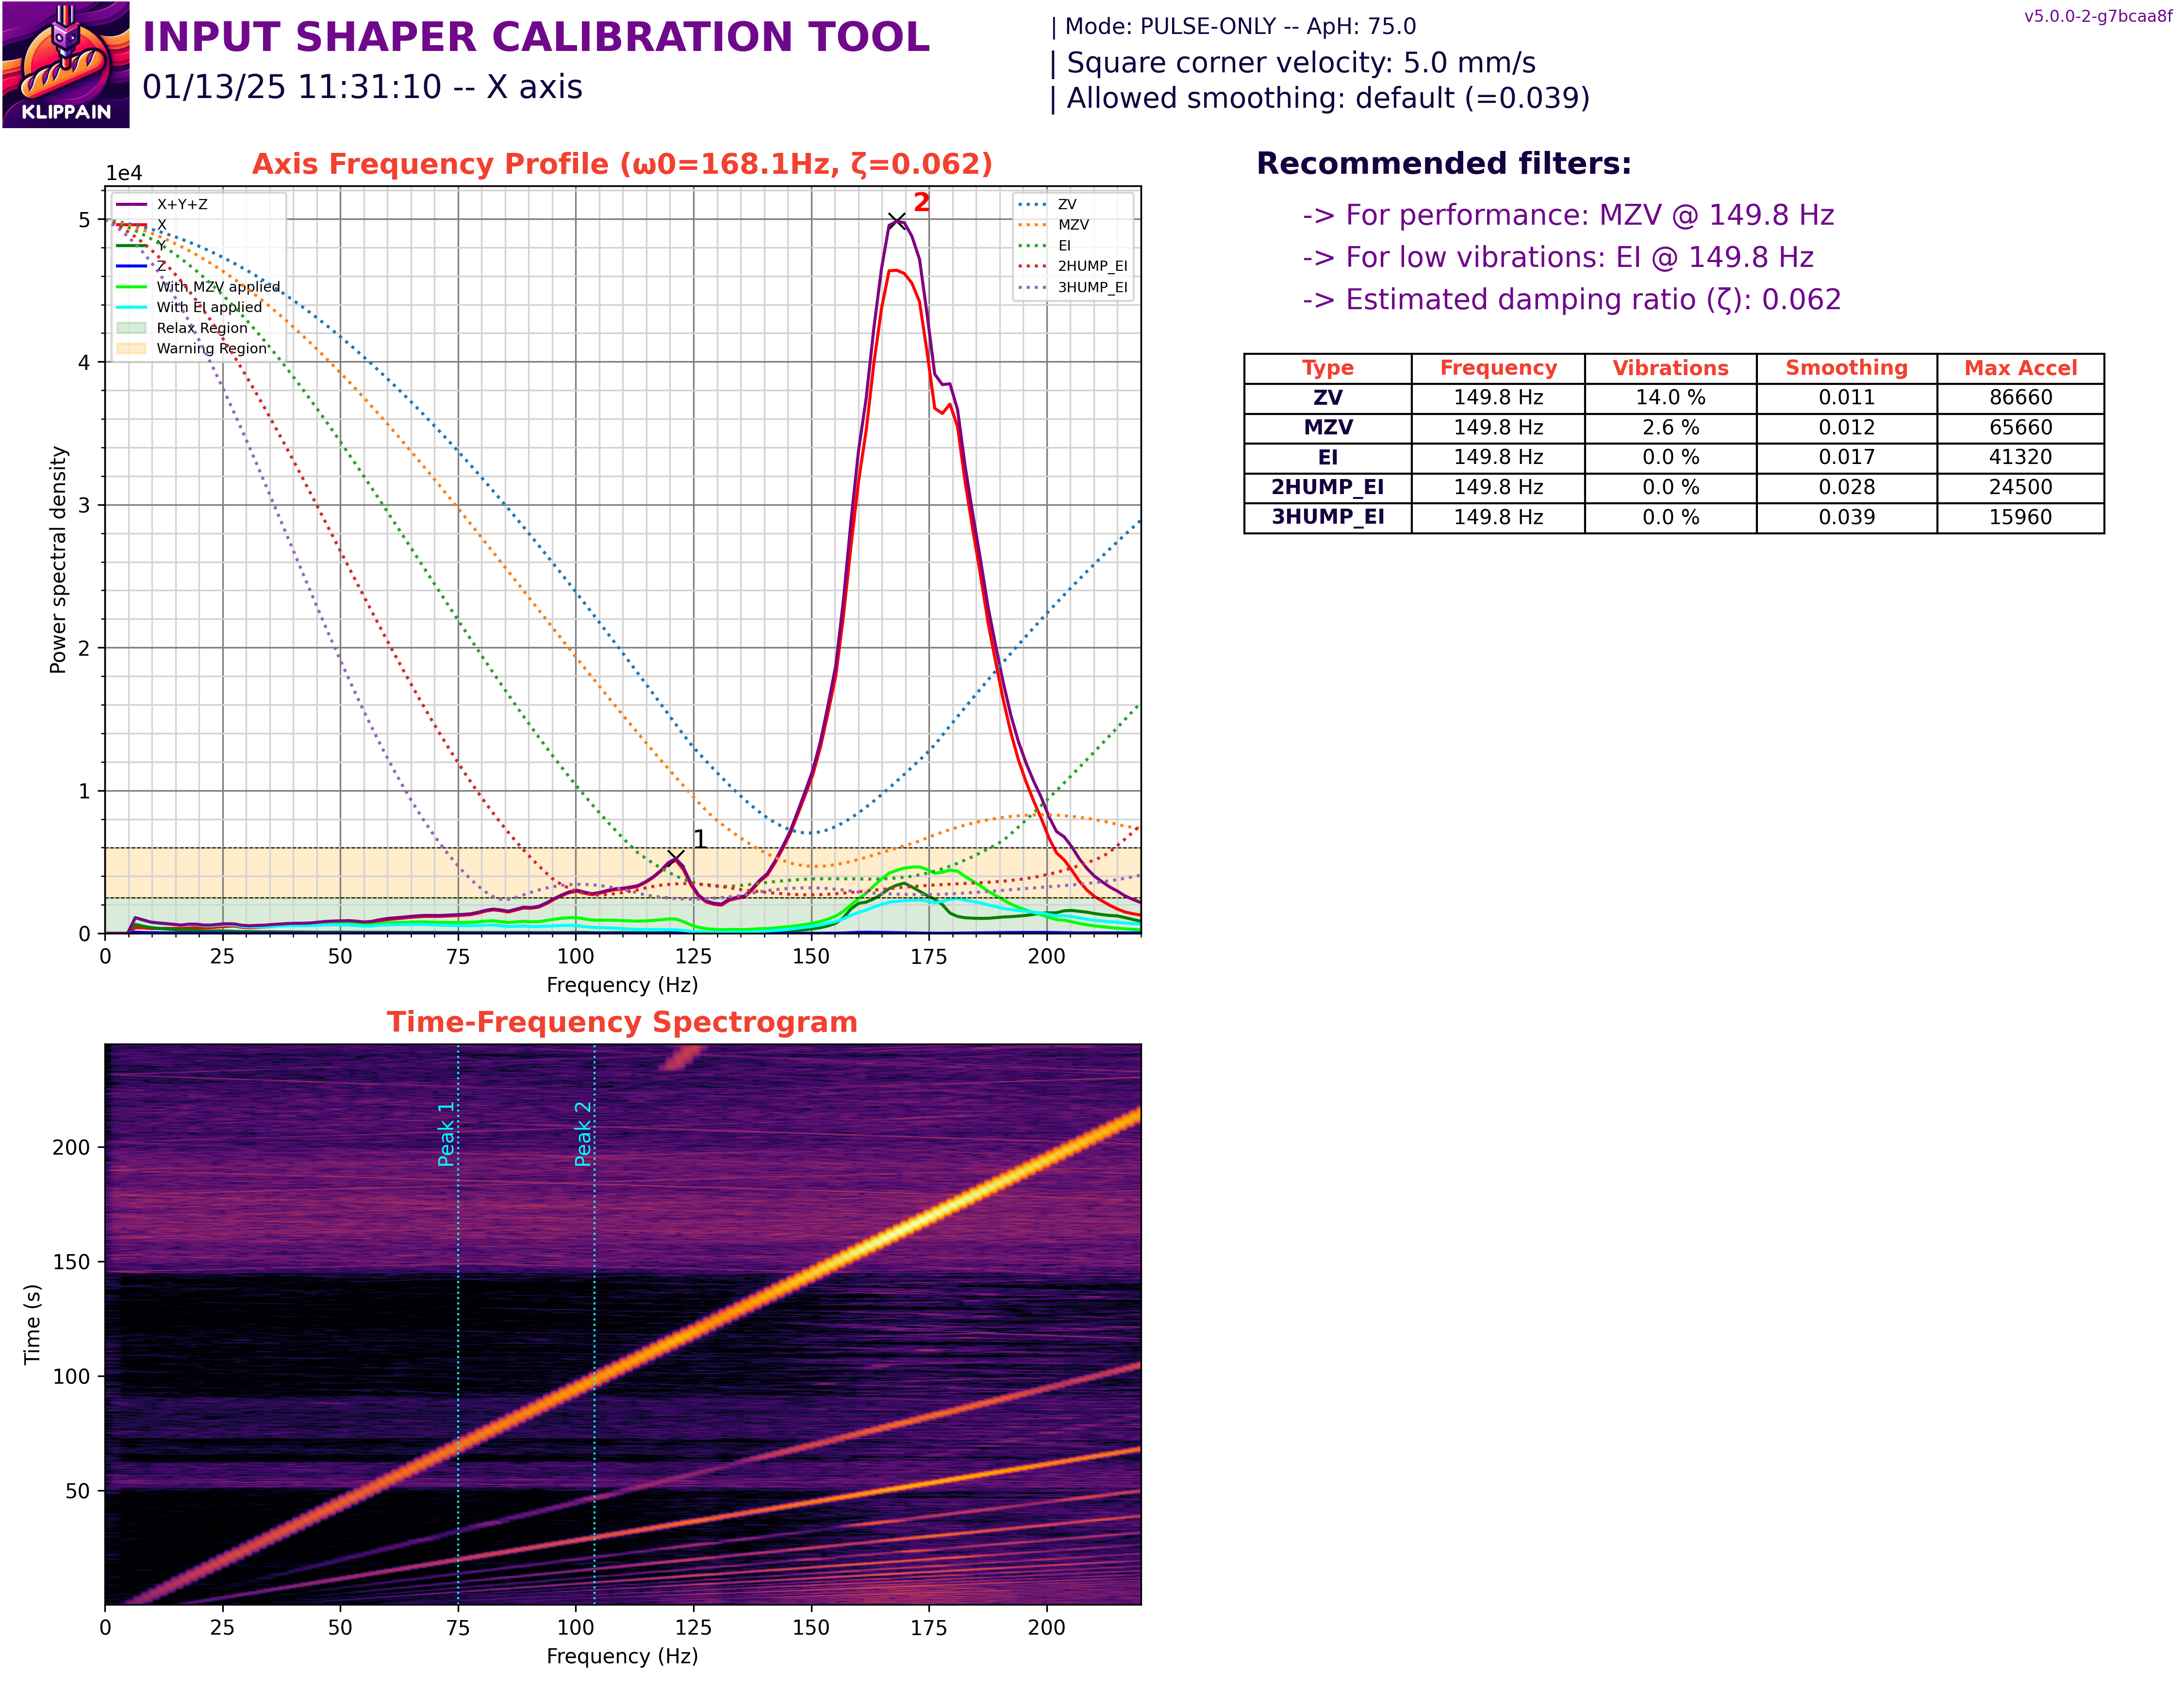 KLIPPAIN
INPUT SHAPER CALIBRATION TOOL
01/13/25 11:31:10 -- X axis
| Mode: PULSE-ONLY -- ApH: 75.0
| Square corner velocity: 5.0 mm/s
| Allowed smoothing: default (=0.039)
v5.0.0-2-g7bcaa8f
Axis Frequency Profile (ω0=168.1Hz, ζ=0.062)
1e4
X+Y+Z
X
Y
Z
With MZV applied
With EI applied
Relax Region
Warning Region
ZV
MZV
EI
2HUMP_EI
3HUMP_EI
1
2
Power spectral density
5
4
3
2
1
0
0 25 50 75 100 125 150 175 200
Frequency (Hz)
Recommended filters:
-> For performance: MZV @ 149.8 Hz
-> For low vibrations: EI @ 149.8 Hz
-> Estimated damping ratio (ζ): 0.062
Type Frequency Vibrations Smoothing Max Accel
ZV 149.8 Hz 14.0 % 0.011 86660
MZV 149.8 Hz 2.6 % 0.012 65660
EI 149.8 Hz 0.0 % 0.017 41320
2HUMP_EI 149.8 Hz 0.0 % 0.028 24500
3HUMP_EI 149.8 Hz 0.0 % 0.039 15960
Time-Frequency Spectrogram
Peak 1
Peak 2
Time (s)
200
150
100
50
0 25 50 75 100 125 150 175 200
Frequency (Hz)